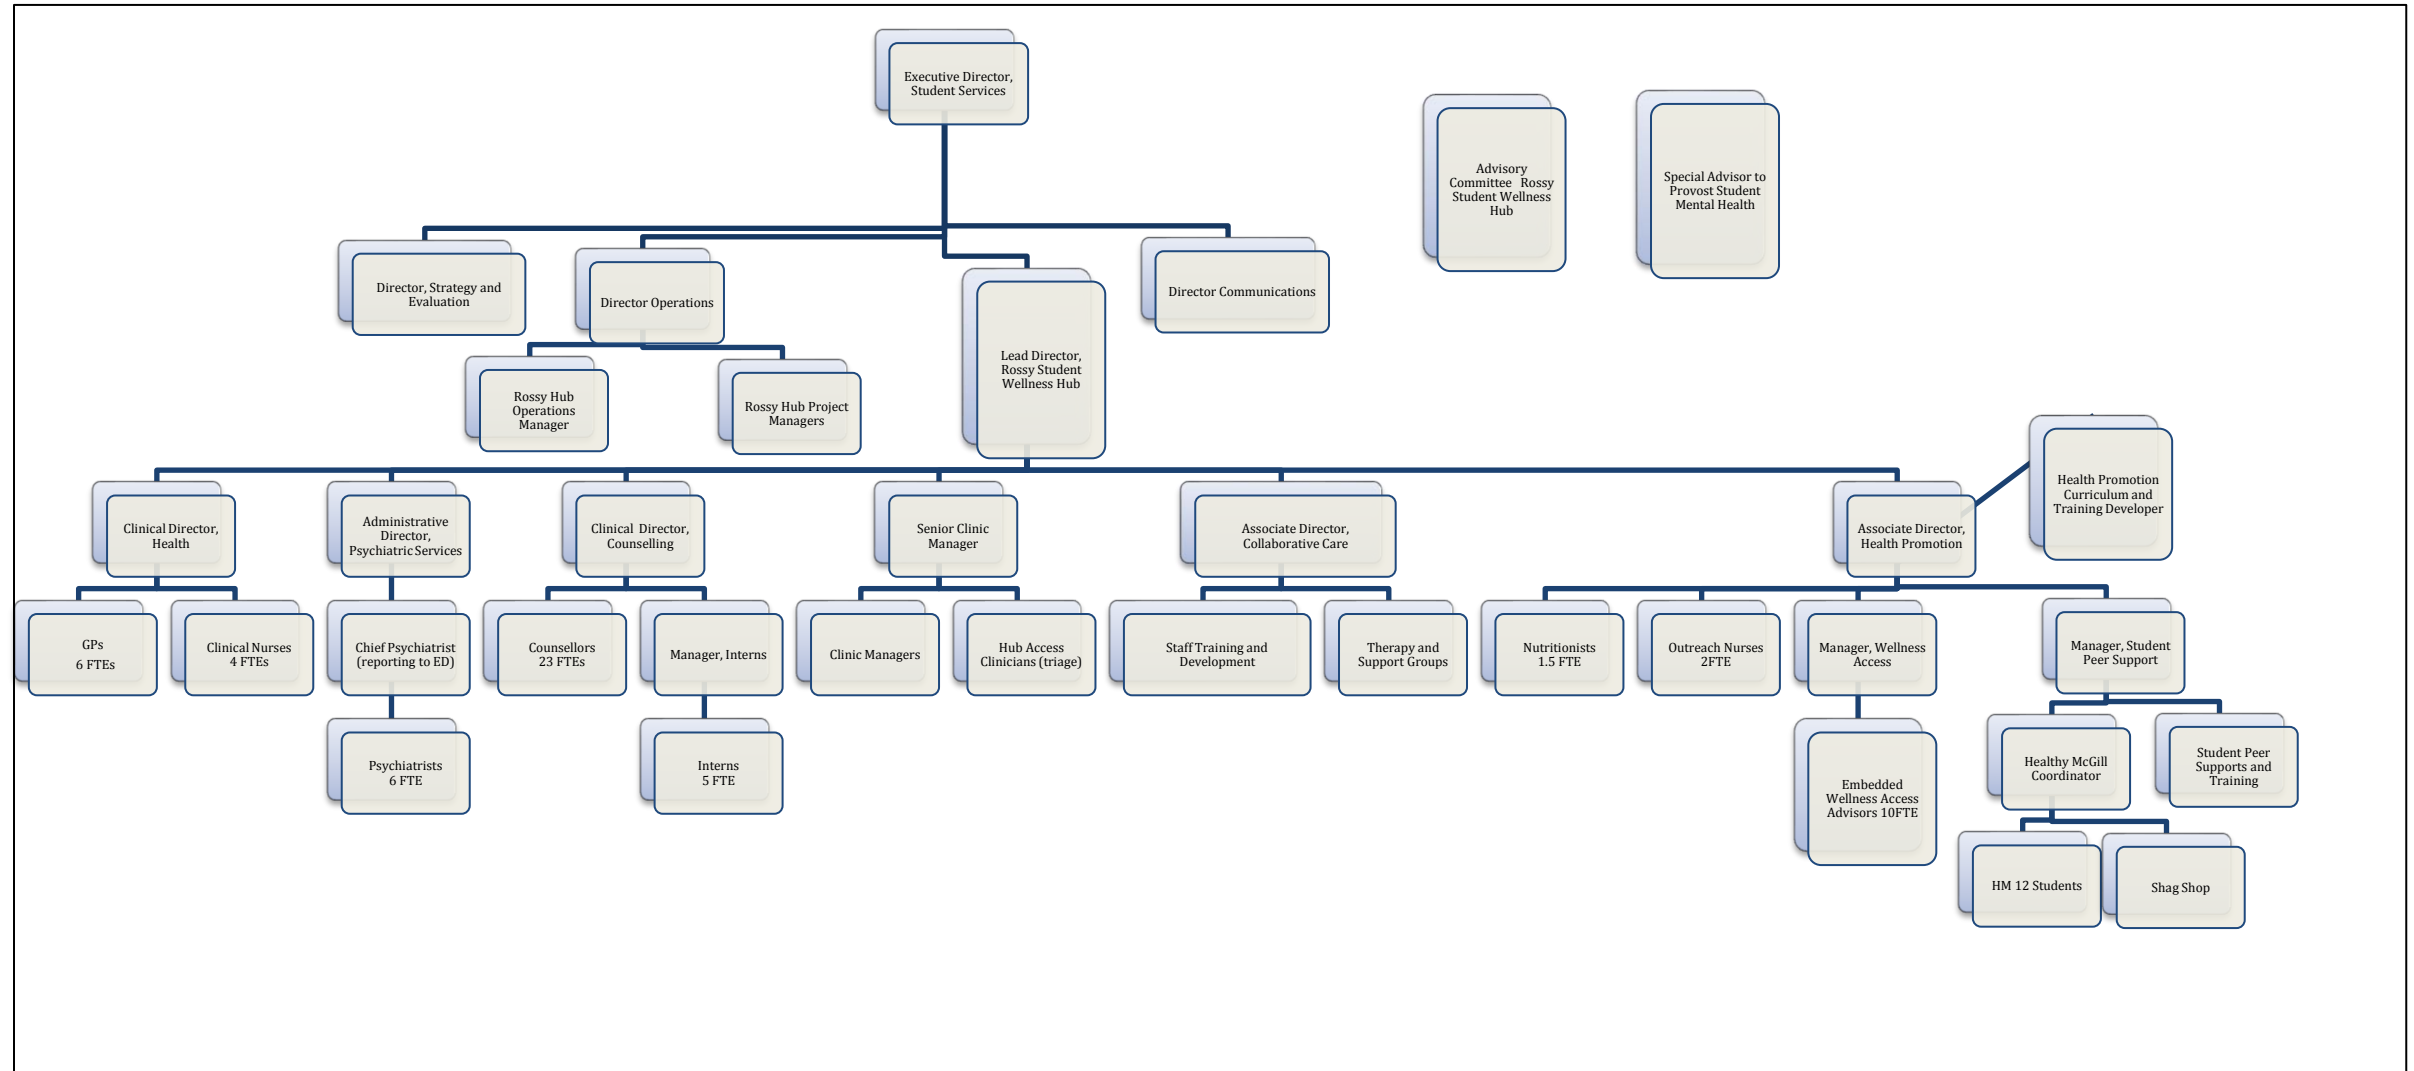 Executive Director,
Student Services
Advisory
Committee Rossy
Student Wellness
Hub
Special Advisor to
Provost Student
Mental Health
Director, Strategy and
Evaluation
Director Operations
Director Communications
Rossy Hub
Operations
Manager
Rossy Hub Project
Managers
Lead Director,
Rossy Student
Wellness Hub
Health Promotion
Curriculum and
Training Developer
Clinical Director,
Health
Administrative
Director,
Psychiatric Services
Clinical Director,
Counselling
Senior Clinic
Manager
Associate Director,
Collaborative Care
Associate Director,
Health Promotion
GPs
6 FTEs
Clinical Nurses
4 FTEs
Chief Psychiatrist
(reporting to ED)
Counsellors
23 FTEs
Manager, Interns
Clinic Managers
Hub Access
Clinicians (triage)
Staff Training and
Development
Therapy and
Support Groups
Nutritionists
1.5 FTE
Outreach Nurses
2FTE
Manager, Wellness
Access
Manager, Student
Peer Support
Psychiatrists
6 FTE
Interns
5 FTE
Embedded
Wellness Access
Advisors 10FTE
Healthy McGill
Coordinator
Student Peer
Supports and
Training
HM 12 Students
Shag Shop